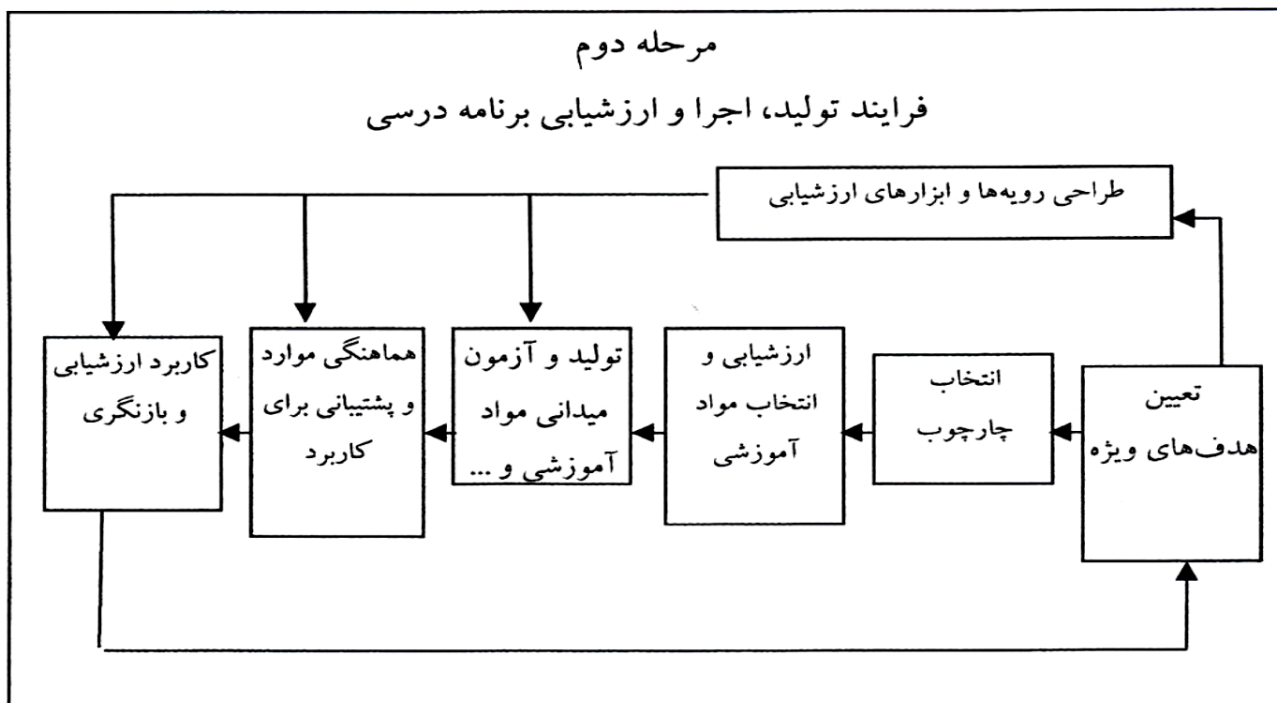 مرحله دوم
فرایند تولید، اجرا و ارزشیابی برنامه درسی
طراحی رویه‌ها و ابزارهای ارزشیابی
تعیین
هدف‌های ویژه
انتخاب
چارچوب
ارزشیابی و
انتخاب مواد
آموزشی
تولید و آزمون
میدانی مواد
آموزشی و ...
هماهنگی موارد
و پشتیبانی برای
کاربرد
کاربرد ارزشیابی
و بازنگری